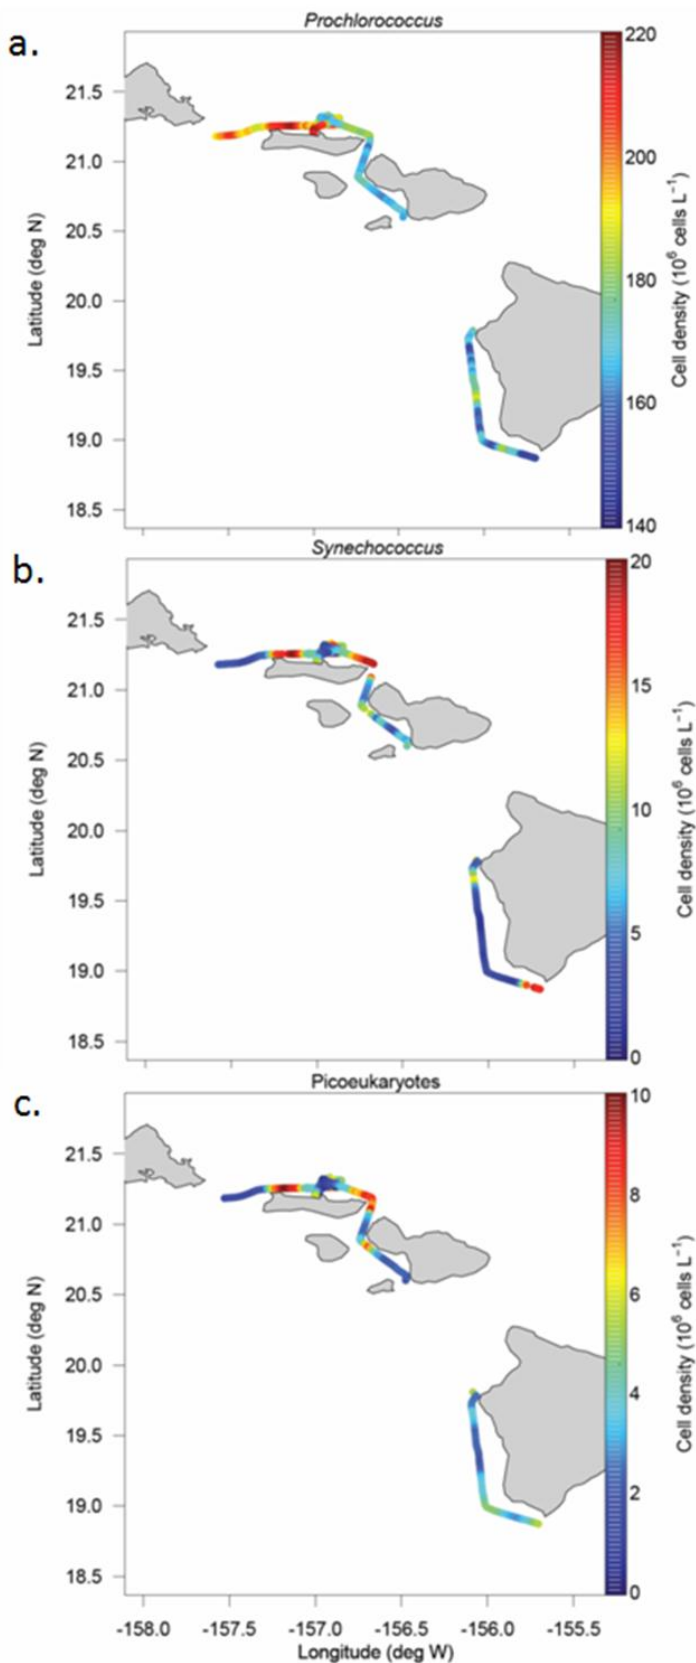 a.
Prochlorococcus
21.5
21.0
20.5
20.0
19.5
19.0
18.5
Latitude (deg N)
220
200
180
160
140
Cell density (10⁶ cells L⁻¹)
b.
Synechococcus
21.5
21.0
20.5
20.0
19.5
19.0
18.5
Latitude (deg N)
20
15
10
5
0
Cell density (10⁶ cells L⁻¹)
c.
Picoeukaryotes
21.5
21.0
20.5
20.0
19.5
19.0
18.5
Latitude (deg N)
10
8
6
4
2
0
Cell density (10⁶ cells L⁻¹)
-158.0 -157.5 -157.0 -156.5 -156.0 -155.5
Longitude (deg W)